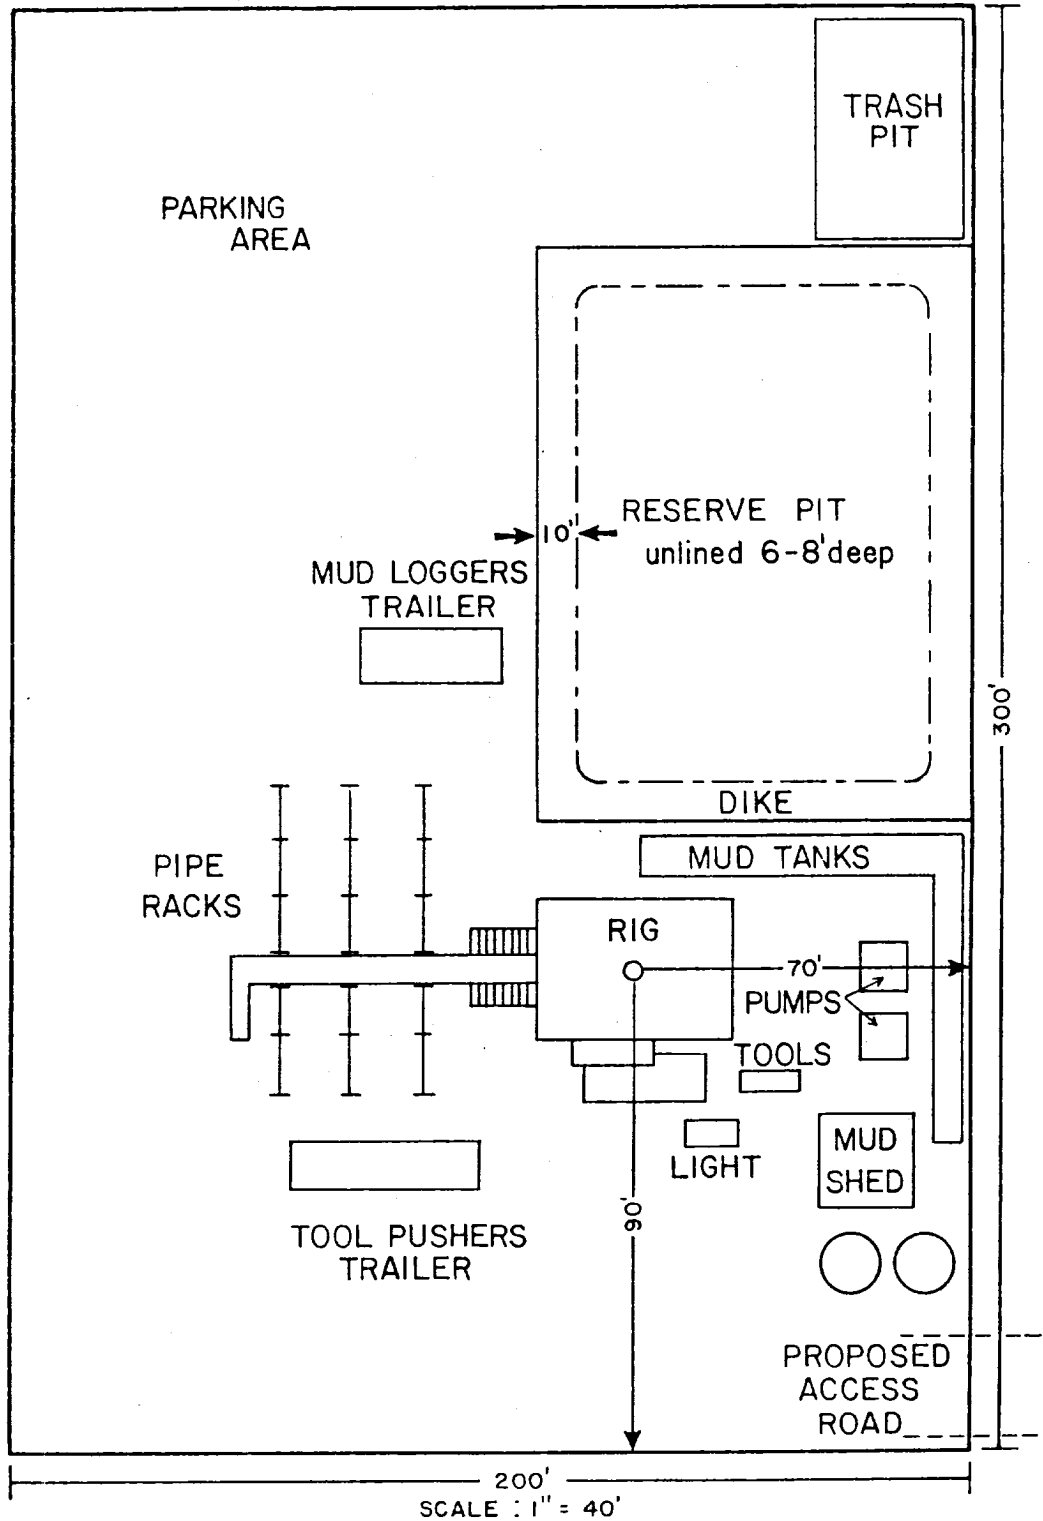 TRASH
PIT
PARKING
AREA
RESERVE PIT
10'
unlined 6-8' deep
MUD LOGGERS
TRAILER
300'
DIKE
MUD TANKS
PIPE
RACKS
RIG
70'
PUMPS
TOOLS
LIGHT
MUD
SHED
90'
TOOL PUSHERS
TRAILER
PROPOSED
ACCESS
ROAD
200'
SCALE : 1" = 40'